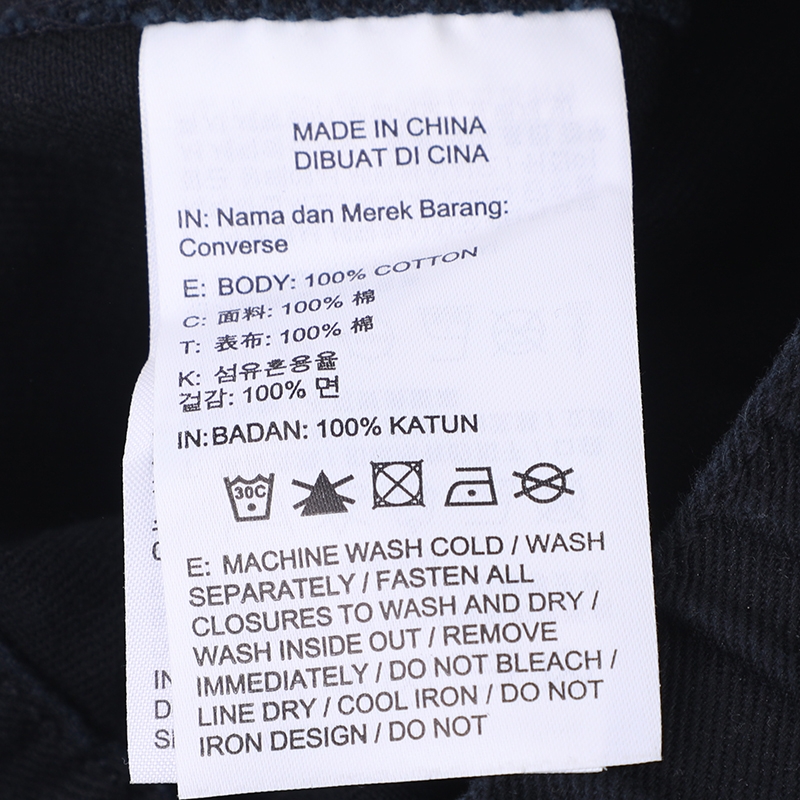 MADE IN CHINA
DIBUAT DI CINA
IN: Nama dan Merek Barang:
Converse
E: BODY: 100% COTTON
C: 面料: 100% 棉
T: 表布: 100% 棉
K: 섬유혼용율
겉감: 100% 면
IN:BADAN: 100% KATUN
30C
E: MACHINE WASH COLD / WASH
SEPARATELY / FASTEN ALL
CLOSURES TO WASH AND DRY /
WASH INSIDE OUT / REMOVE
IMMEDIATELY / DO NOT BLEACH /
LINE DRY / COOL IRON / DO NOT
IRON DESIGN / DO NOT